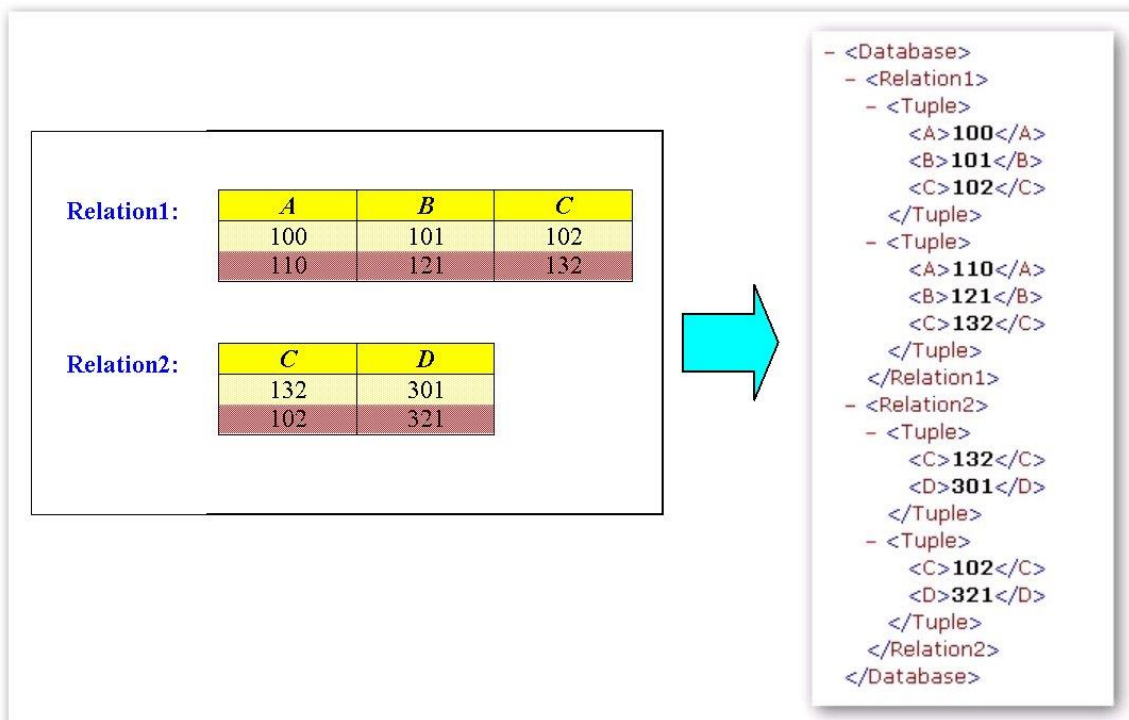 Relation1:
A B C
100 101 102
110 121 132
Relation2:
C D
132 301
102 321
- <Database>
- <Relation1>
- <Tuple>
<A>100</A>
<B>101</B>
<C>102</C>
</Tuple>
- <Tuple>
<A>110</A>
<B>121</B>
<C>132</C>
</Tuple>
</Relation1>
- <Relation2>
- <Tuple>
<C>132</C>
<D>301</D>
</Tuple>
- <Tuple>
<C>102</C>
<D>321</D>
</Tuple>
</Relation2>
</Database>